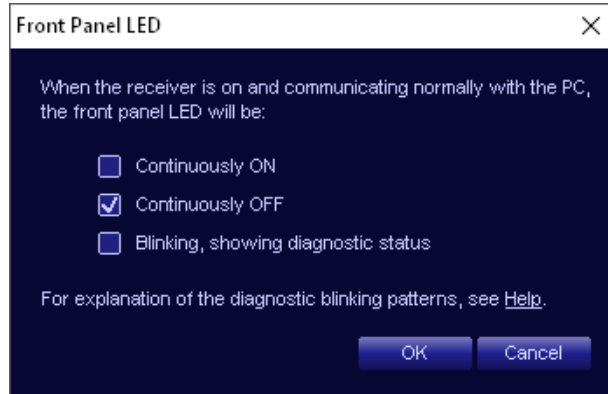 Front Panel LED
When the receiver is on and communicating normally with the PC,
the front panel LED will be:
Continuously ON
Continuously OFF
Blinking, showing diagnostic status
For explanation of the diagnostic blinking patterns, see Help.
OK Cancel